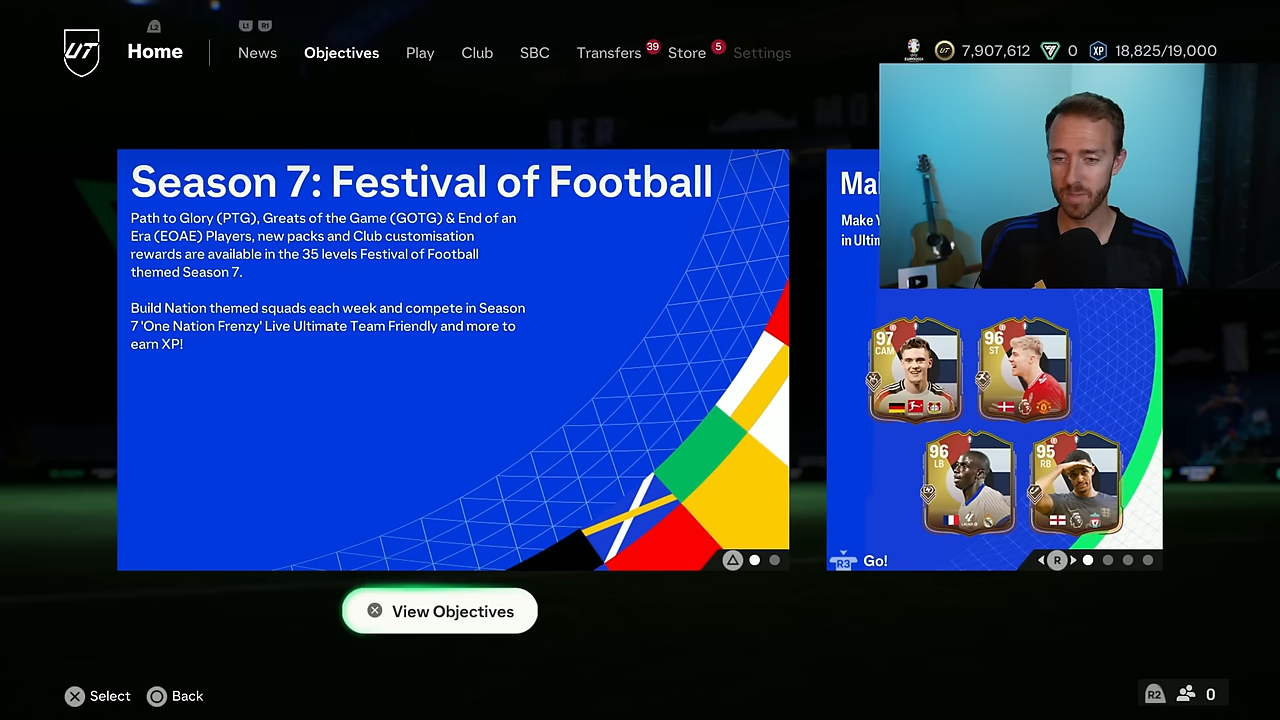 L2
L1 R1
UT
Home
News
Objectives
Play
Club
SBC
Transfers
39
Store
5
Settings
UT
7,907,612
0
XP
18,825/19,000
Season 7: Festival of Football
Path to Glory (PTG), Greats of the Game (GOTG) & End of an
Era (EOAE) Players, new packs and Club customisation
rewards are available in the 35 levels Festival of Football
themed Season 7.
Build Nation themed squads each week and compete in Season
7 'One Nation Frenzy' Live Ultimate Team Friendly and more to
earn XP!
97
CAM
96
ST
96
LB
95
RB
R3
Go!
R
View Objectives
Select
Back
R2
0